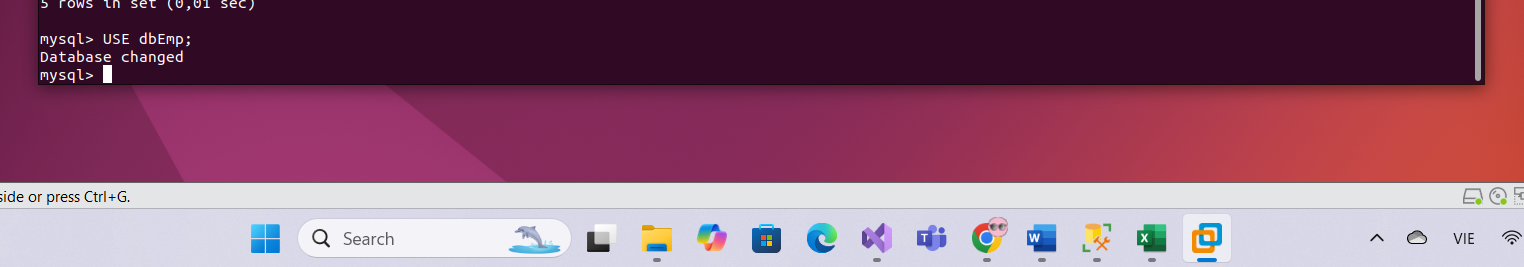 5 rows in set (0,01 sec)
mysql> USE dbEmp;
Database changed
mysql>
side or press Ctrl+G.
Search
VIE